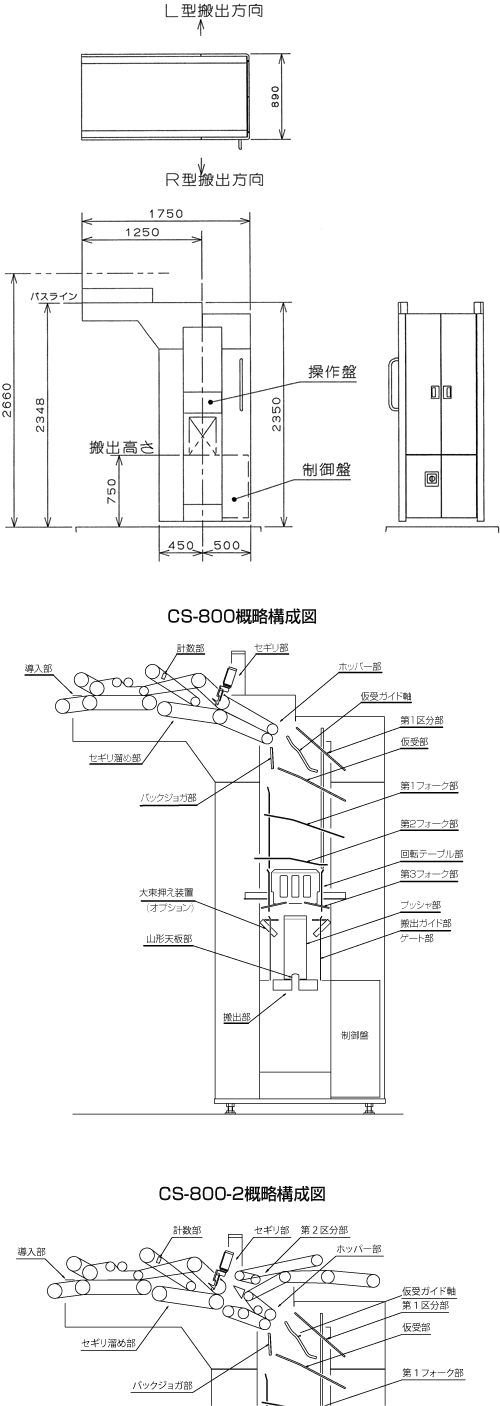 L型搬出方向
890
R型搬出方向
1750
1250
パスライン
2660
2348
操作盤
2350
搬出高さ
750
制御盤
450
500
CS-800概略構成図
計数部
セギリ部
導入部
ホッパー部
仮受ガイド軸
第1区分部
仮受部
セギリ溜め部
バックジョガ部
第1フォーク部
第2フォーク部
回転テーブル部
第3フォーク部
大束押え装置
(オプション)
プッシャ部
搬出ガイド部
山形天板部
ゲート部
搬出部
制御盤
CS-800-2概略構成図
計数部
セギリ部
第2区分部
導入部
ホッパー部
仮受ガイド軸
第1区分部
仮受部
セギリ溜め部
バックジョガ部
第1フォーク部